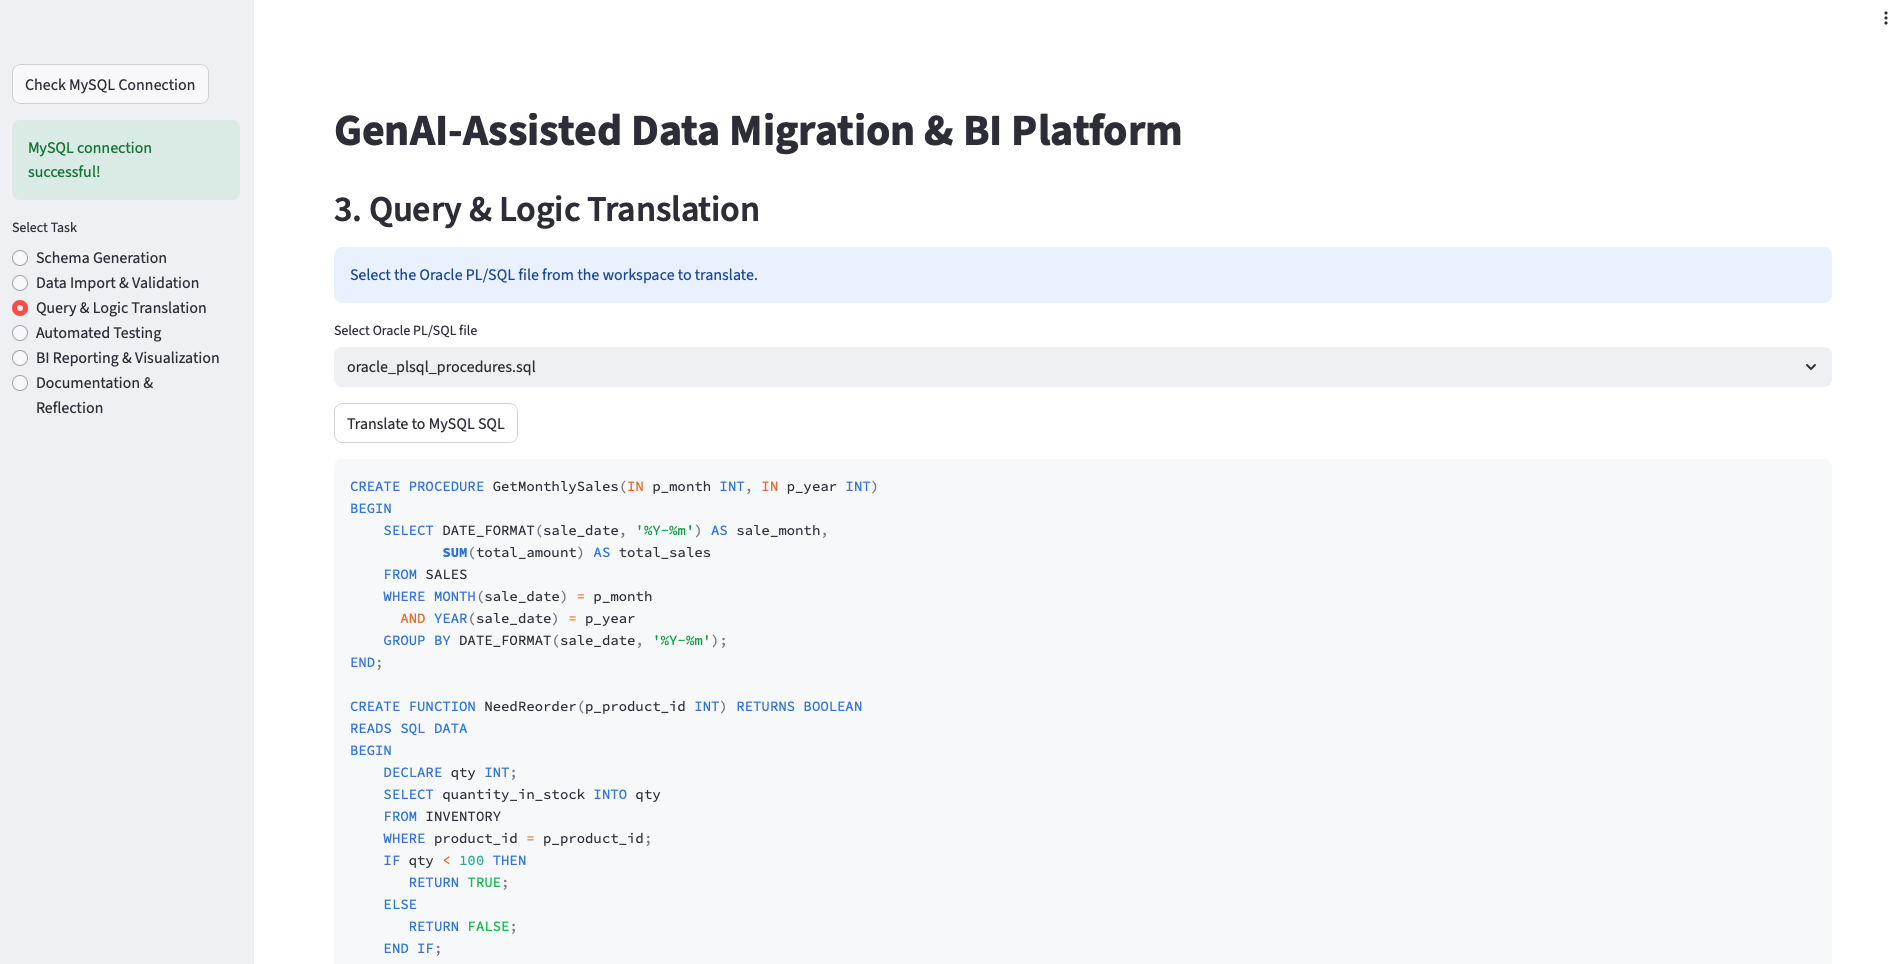 Check MySQL Connection
MySQL connection
successful!
Select Task
Schema Generation
Data Import & Validation
Query & Logic Translation
Automated Testing
BI Reporting & Visualization
Documentation &
Reflection
GenAI-Assisted Data Migration & BI Platform
3. Query & Logic Translation
Select the Oracle PL/SQL file from the workspace to translate.
Select Oracle PL/SQL file
oracle_plsql_procedures.sql
Translate to MySQL SQL
CREATE PROCEDURE GetMonthlySales(IN p_month INT, IN p_year INT)
BEGIN
    SELECT DATE_FORMAT(sale_date, '%Y-%m') AS sale_month,
           SUM(total_amount) AS total_sales
    FROM SALES
    WHERE MONTH(sale_date) = p_month
      AND YEAR(sale_date) = p_year
    GROUP BY DATE_FORMAT(sale_date, '%Y-%m');
END;
CREATE FUNCTION NeedReorder(p_product_id INT) RETURNS BOOLEAN
READS SQL DATA
BEGIN
    DECLARE qty INT;
    SELECT quantity_in_stock INTO qty
    FROM INVENTORY
    WHERE product_id = p_product_id;
    IF qty < 100 THEN
       RETURN TRUE;
    ELSE
       RETURN FALSE;
    END IF;